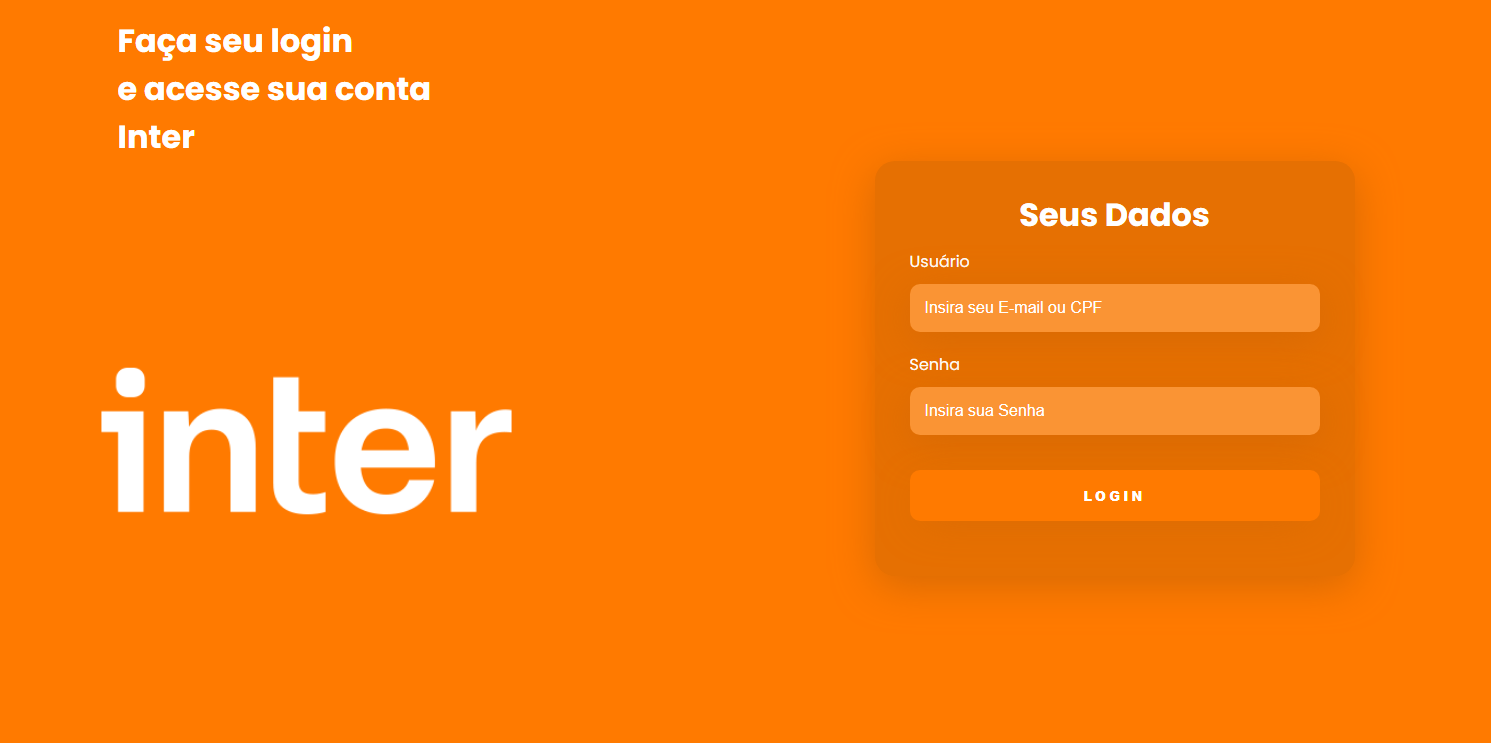 Faça seu login
e acesse sua conta
Inter
inter
Seus Dados
Usuário
Insira seu E-mail ou CPF
Senha
Insira sua Senha
LOGIN